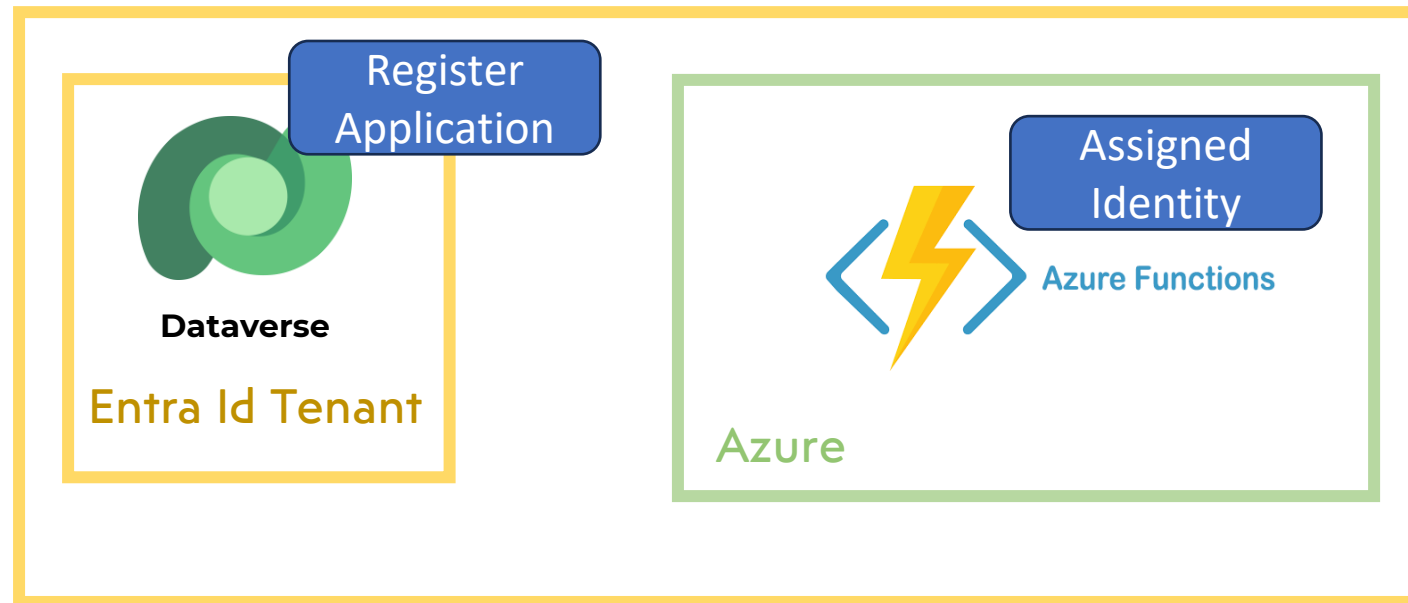 Register
Application
Dataverse
Entra Id Tenant
Assigned
Identity
Azure Functions
Azure